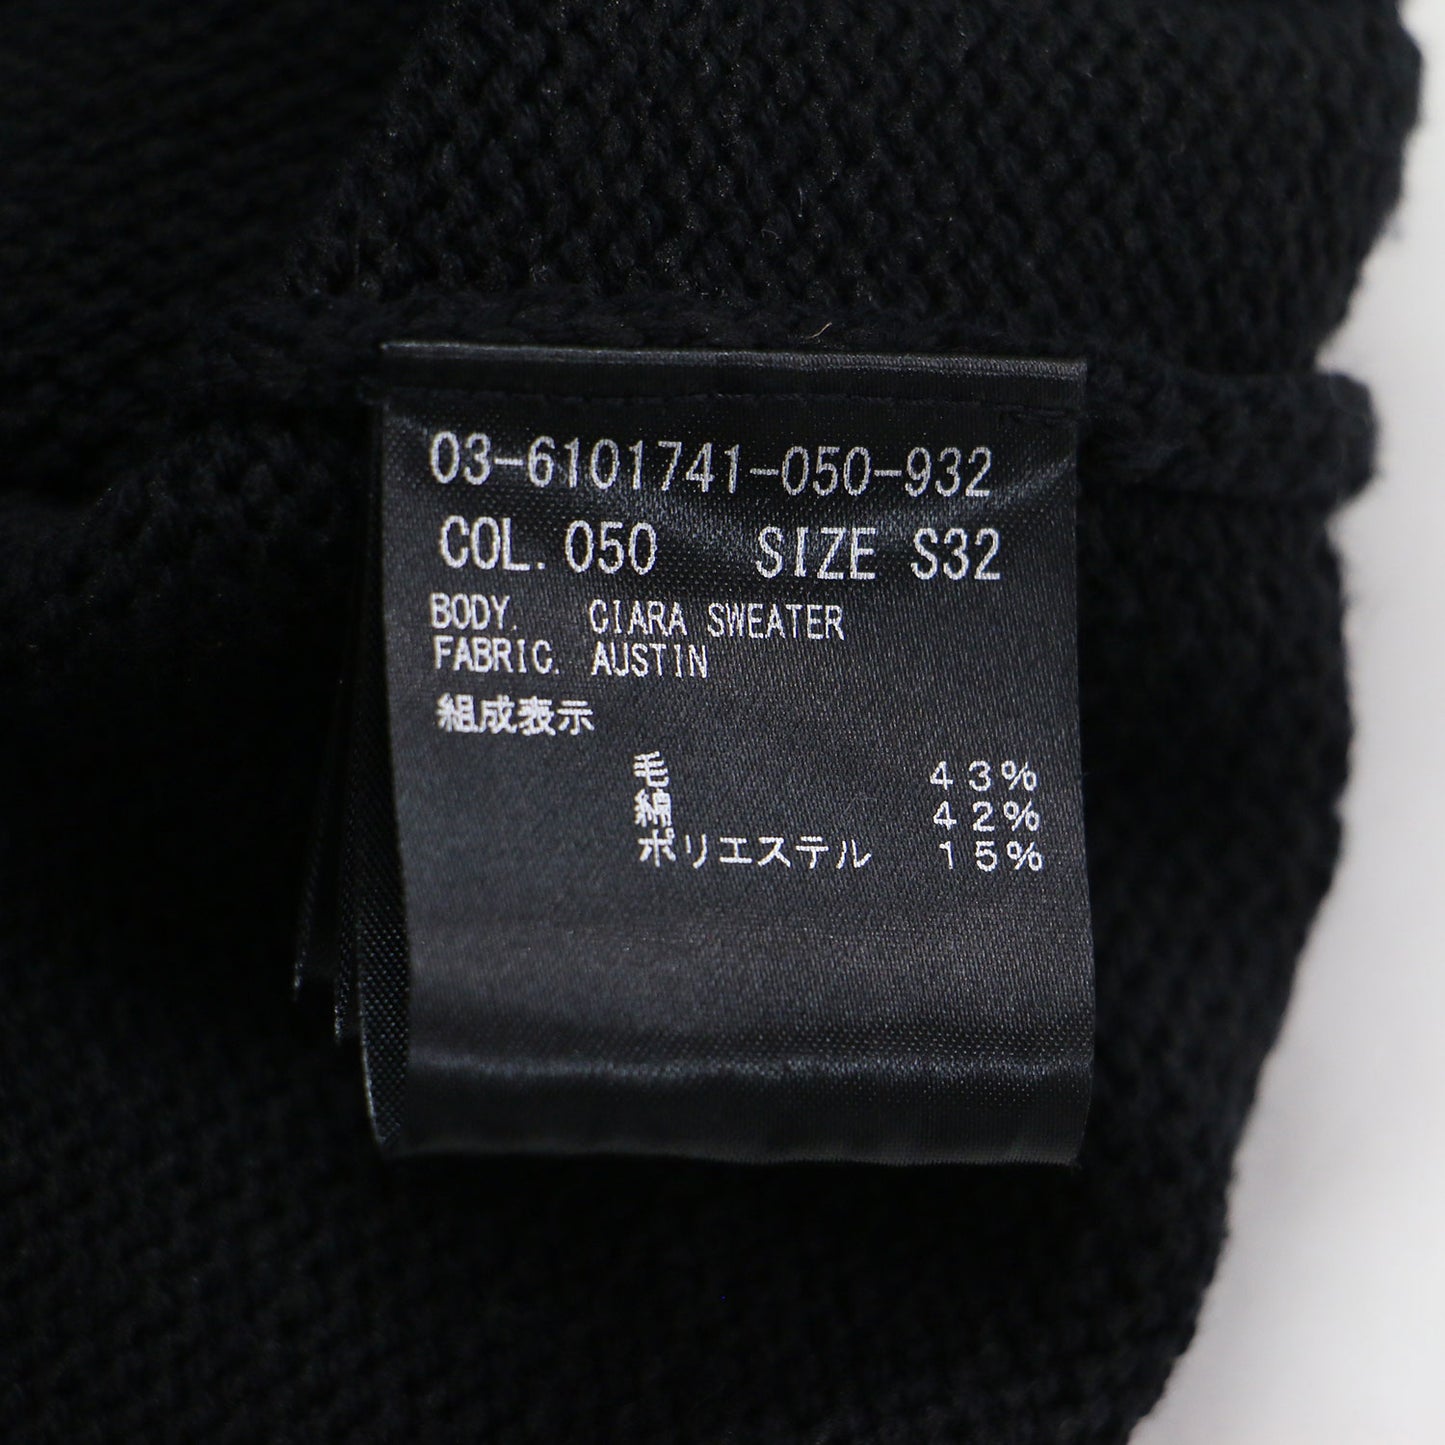 03-6101741-050-932
COL. 050 SIZE S32
BODY. CIARA SWEATER
FABRIC. AUSTIN
組成表示
毛 43%
綿 42%
ポリエステル 15%